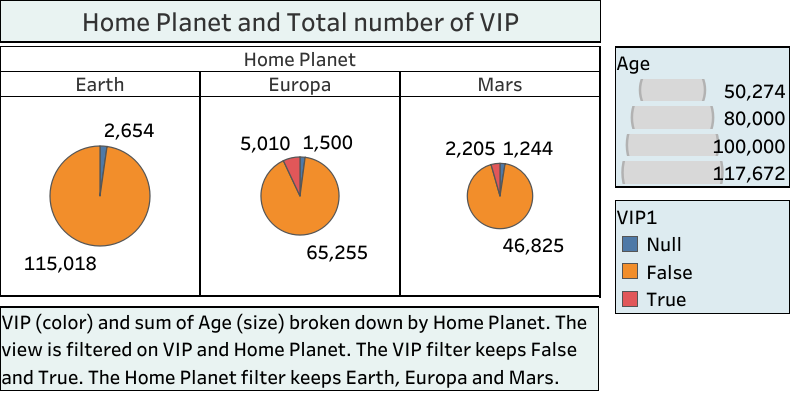 Home Planet and Total number of VIP
Home Planet
Earth
Europa
Mars
2,654
115,018
5,010
1,500
65,255
2,205
1,244
46,825
VIP (color) and sum of Age (size) broken down by Home Planet. The
view is filtered on VIP and Home Planet. The VIP filter keeps False
and True. The Home Planet filter keeps Earth, Europa and Mars.
Age
50,274
80,000
100,000
117,672
VIP1
Null
False
True